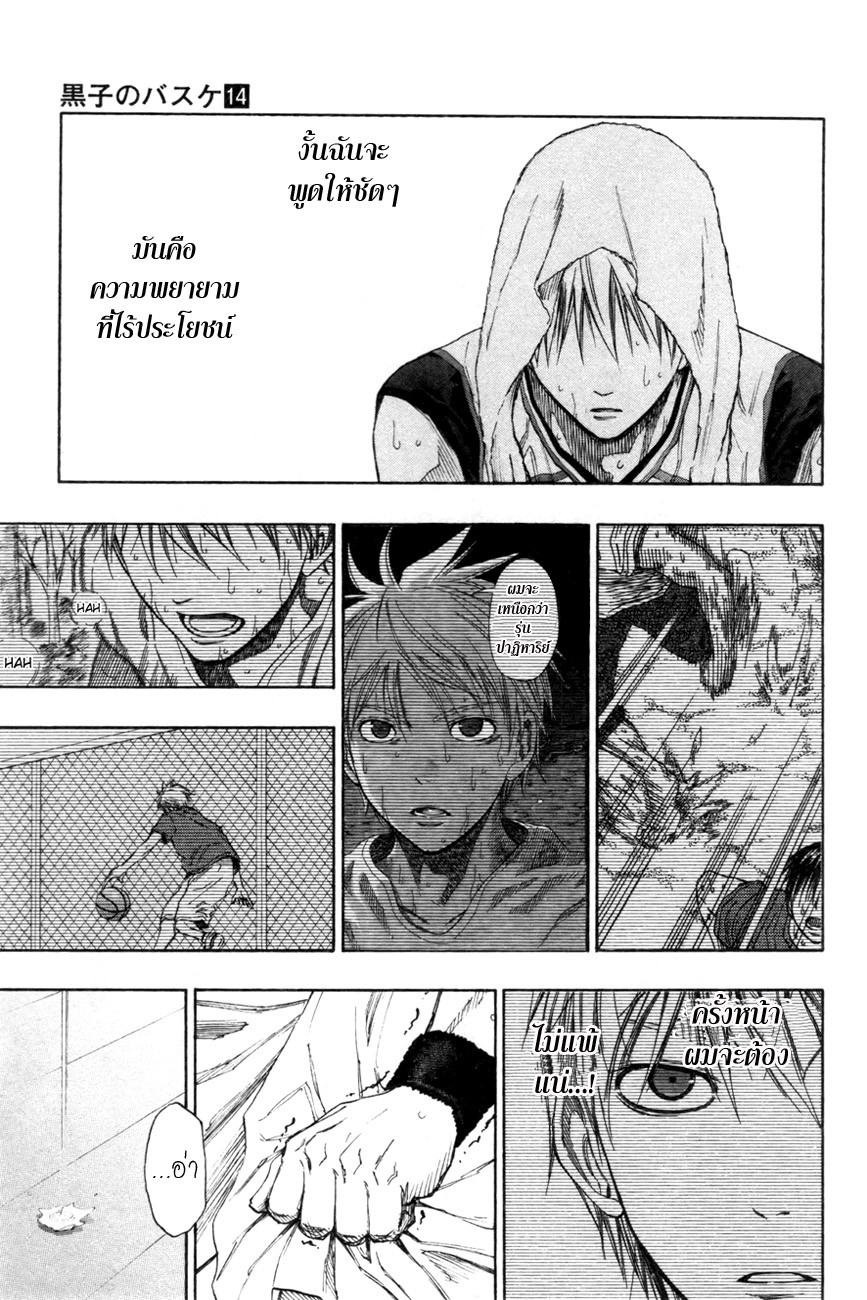 黒子のバスケ14
งั้นฉันจะ
พูดให้ชัดๆ
มันคือ
ความพยายาม
ที่ไร้ประโยชน์
ผมจะ
เหนือกว่า
รุ่น
ปาฏิหาริย์
HAH
HAH
ครั้งหน้า
ผมจะต้อง
ไม่แพ้
แน่...!
...อ่า